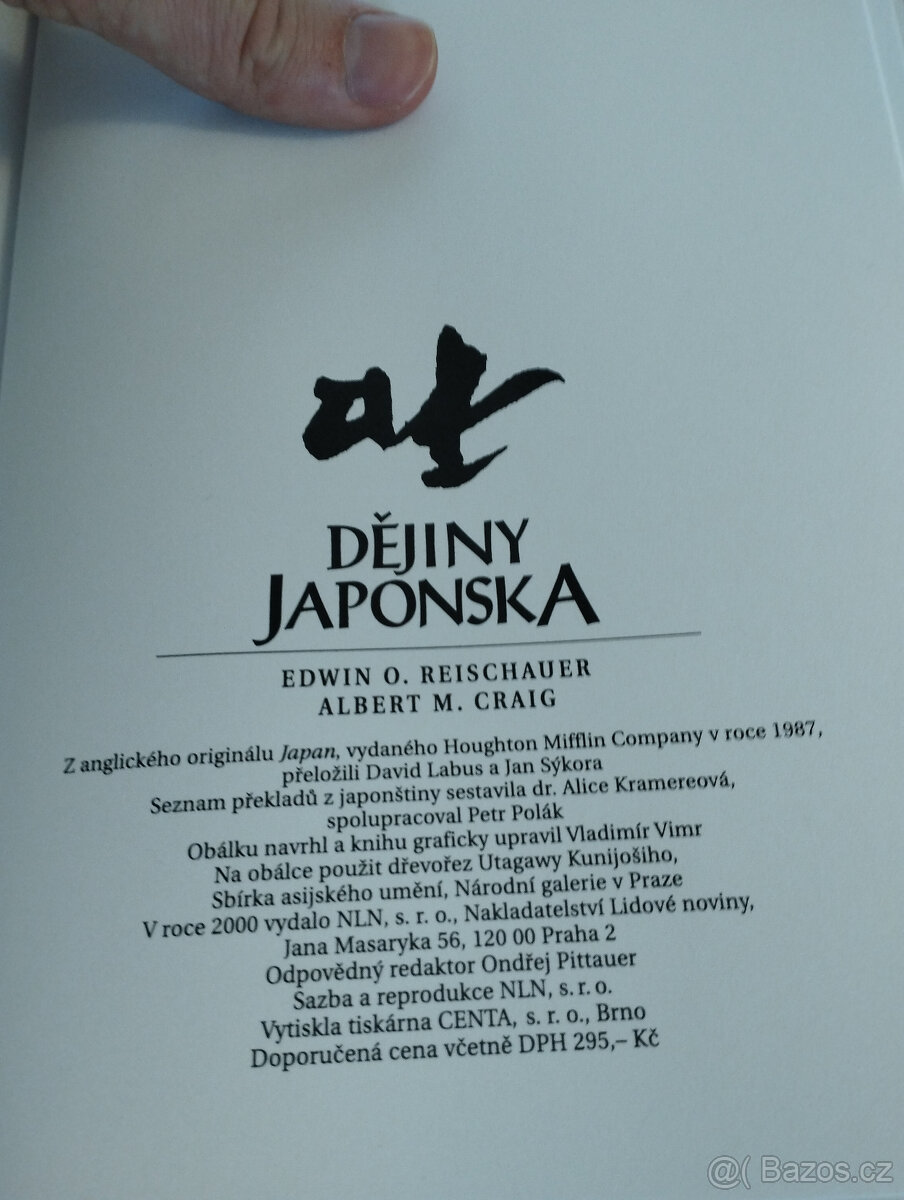 DĚJINY
JAPONSKA
EDWIN O. REISCHAUER
ALBERT M. CRAIG
Z anglického originálu Japan, vydaného Houghton Mifflin Company v roce 1987,
přeložili David Labus a Jan Sýkora
Seznam překladů z japonštiny sestavila dr. Alice Kramereová,
spolupracoval Petr Polák
Obálku navrhl a knihu graficky upravil Vladimír Vimr
Na obálce použit dřevořez Utagawy Kunijošiho,
Sbírka asijského umění, Národní galerie v Praze
V roce 2000 vydalo NLN, s. r. o., Nakladatelství Lidové noviny,
Jana Masaryka 56, 120 00 Praha 2
Odpovědný redaktor Ondřej Pittauer
Sazba a reprodukce NLN, s. r. o.
Vytiskla tiskárna CENTA, s. r. o., Brno
Doporučená cena včetně DPH 295,– Kč
@( Bazos.cz